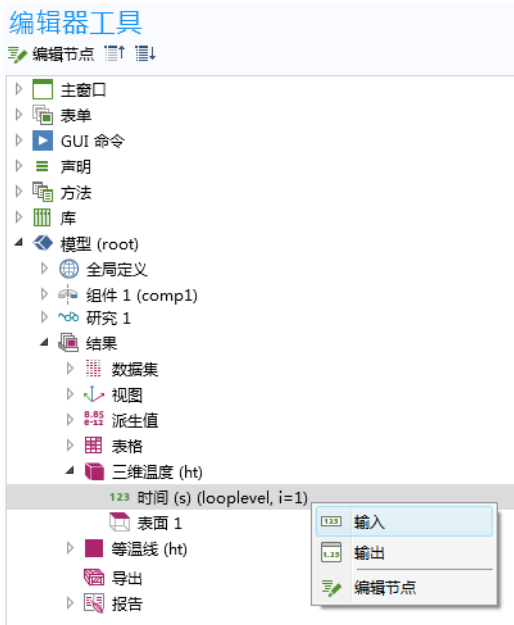 编辑器工具
编辑节点
主窗口
表单
GUI 命令
声明
方法
库
模型 (root)
全局定义
组件 1 (comp1)
研究 1
结果
数据集
视图
8.85
e-12 派生值
表格
三维温度 (ht)
123 时间 (s) (looplevel, i=1)
123 输入
表面 1
1.23 输出
等温线 (ht)
编辑节点
导出
报告